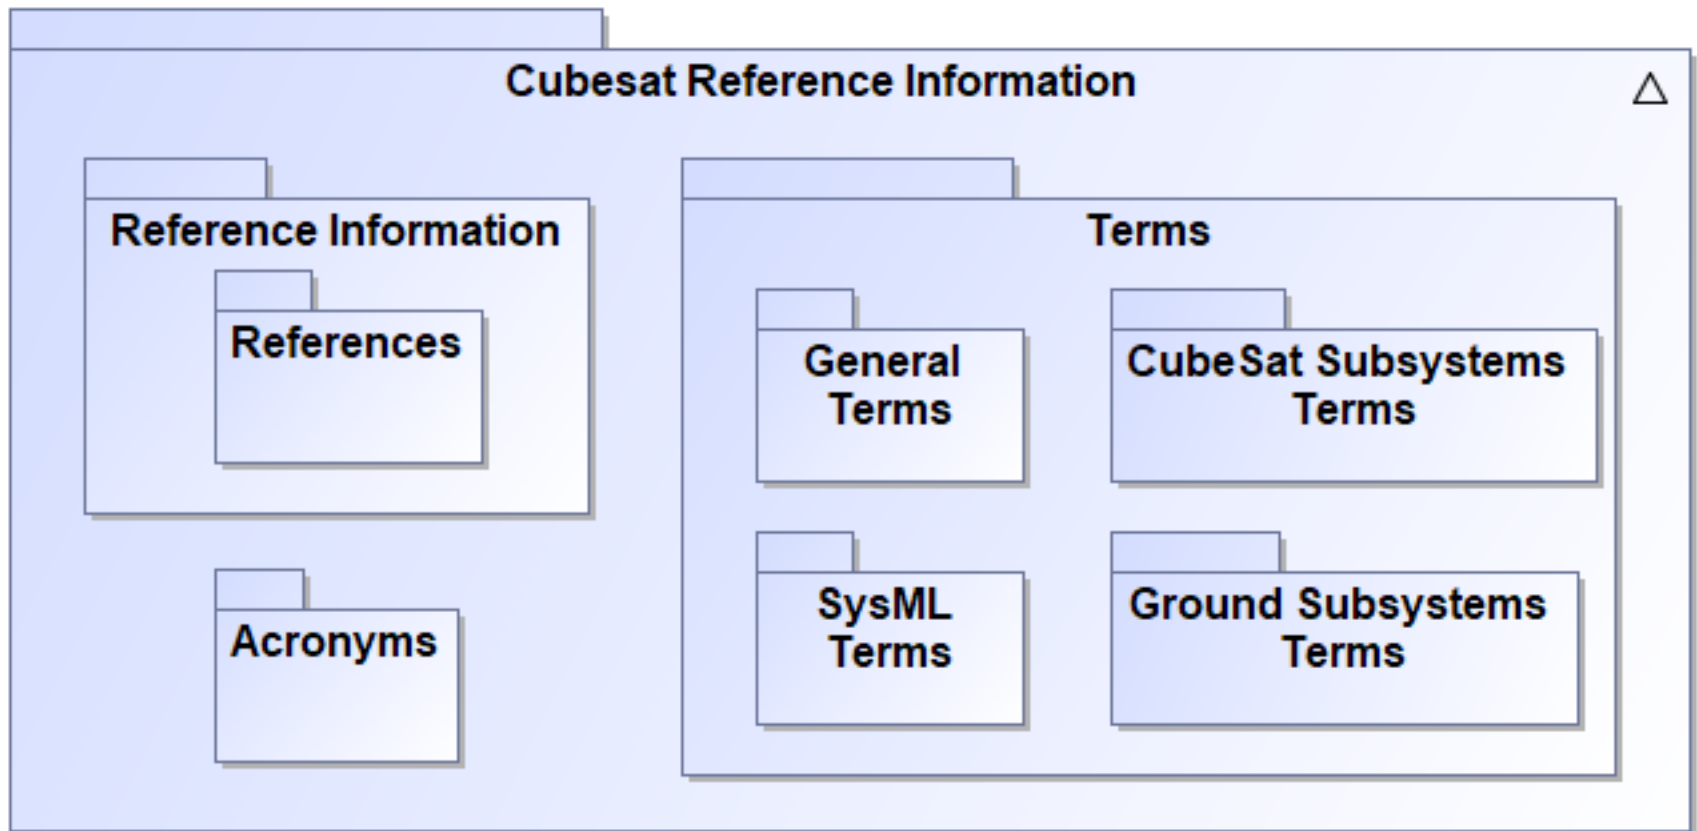 Cubesat Reference Information
Reference Information
References
Acronyms
Terms
General
Terms
CubeSat Subsystems
Terms
SysML
Terms
Ground Subsystems
Terms